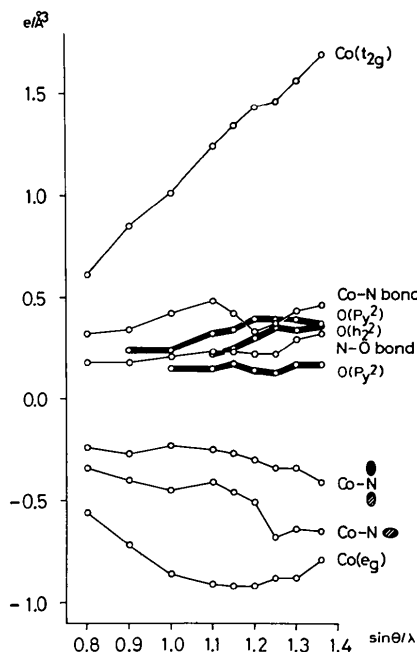 e/Å3
Co(t2g)
1.5
1.0
0.5
Co-N bond
O(Py2)
O(h22)
N-O bond
O(Py2)
0.0
Co-N
-0.5
Co-N
Co(eg)
-1.0
0.8 0.9 1.0 1.1 1.2 1.3 1.4
sinθ/λ